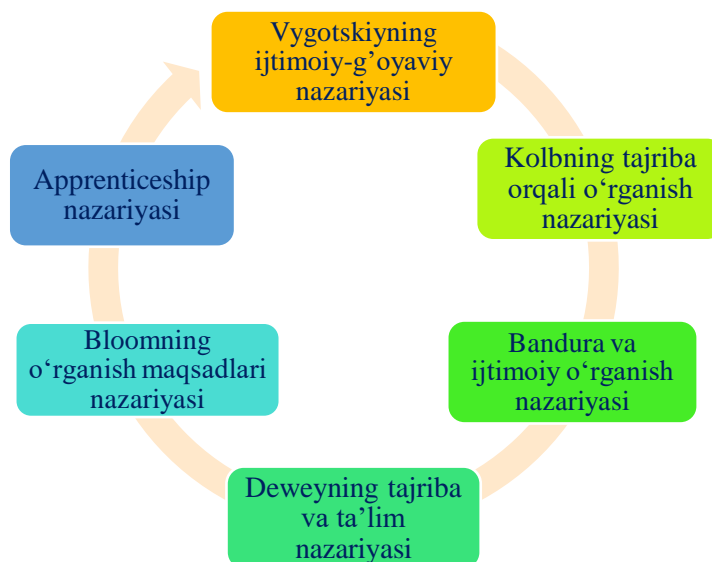 Vygotskiyning
ijtimoiy-g’oyaviy
nazariyasi
Kolbning tajriba
orqali o‘rganish
nazariyasi
Bandura va
ijtimoiy o‘rganish
nazariyasi
Deweyning tajriba
va ta’lim
nazariyasi
Bloomning
o‘rganish maqsadlari
nazariyasi
Apprenticeship
nazariyasi